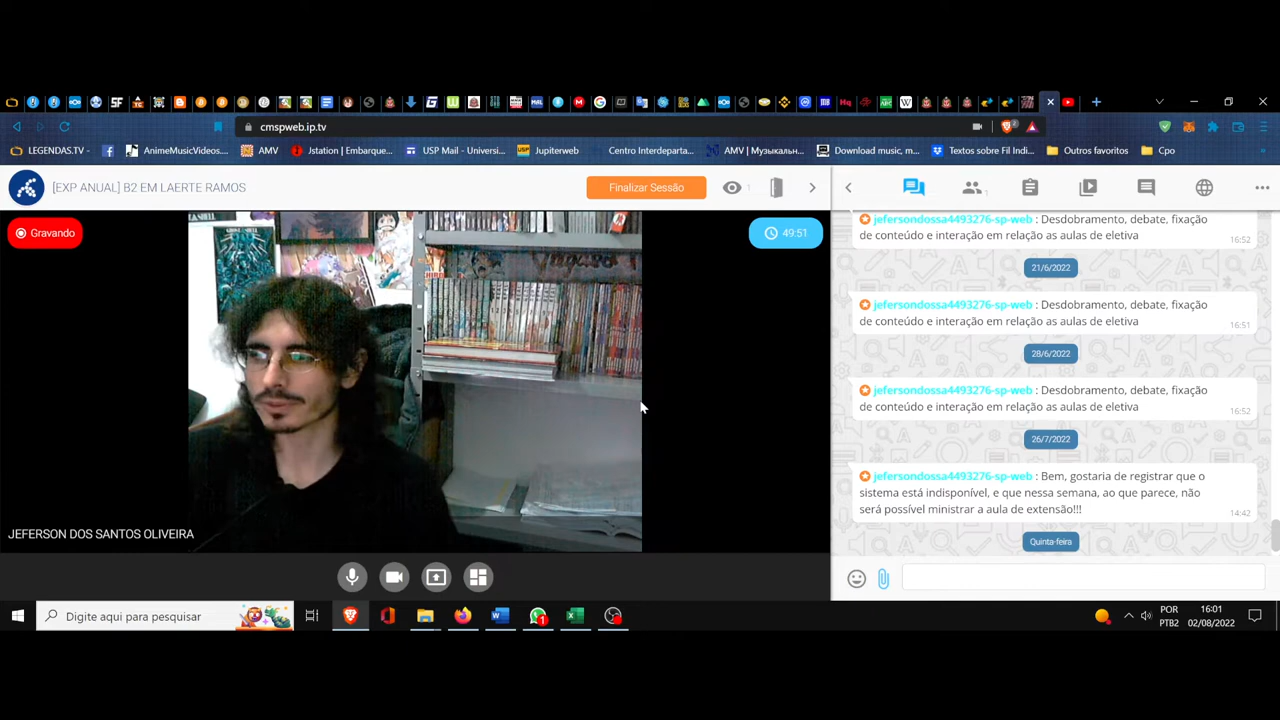 cmspweb.ip.tv
LEGENDAS.TV
AnimeMusicVideos...
AMV
Jstation | Embarque...
USP Mail - Universi...
Jupiterweb
Centro Interdeparta...
AMV | Музыкальн...
Download music, m...
Textos sobre Fil Indi...
Outros favoritos
Cpo
[EXP ANUAL] B2 EM LAERTE RAMOS
Finalizar Sessão
1
1
Gravando
49:51
jefersondossa4493276-sp-web : Desdobramento, debate, fixação
de conteúdo e interação em relação as aulas de eletiva
16:52
21/6/2022
jefersondossa4493276-sp-web : Desdobramento, debate, fixação
de conteúdo e interação em relação as aulas de eletiva
16:51
28/6/2022
jefersondossa4493276-sp-web : Desdobramento, debate, fixação
de conteúdo e interação em relação as aulas de eletiva
16:52
26/7/2022
jefersondossa4493276-sp-web : Bem, gostaria de registrar que o
sistema está indisponível, e que nessa semana, ao que parece, não
será possível ministrar a aula de extensão!!!
14:42
Quinta-feira
JEFERSON DOS SANTOS OLIVEIRA
Digite aqui para pesquisar
1
POR
PTB2
16:01
02/08/2022